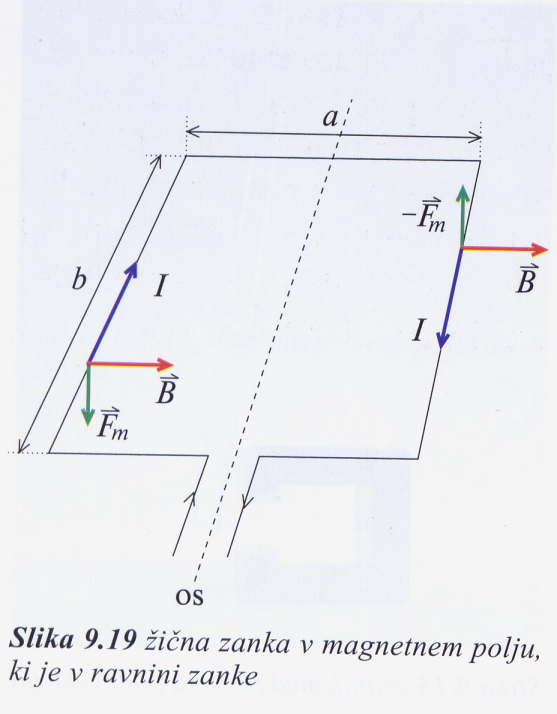 a
−F⃗m
b
I
B⃗
I
B⃗
F⃗m
os
Slika 9.19 žična zanka v magnetnem polju,
ki je v ravnini zanke